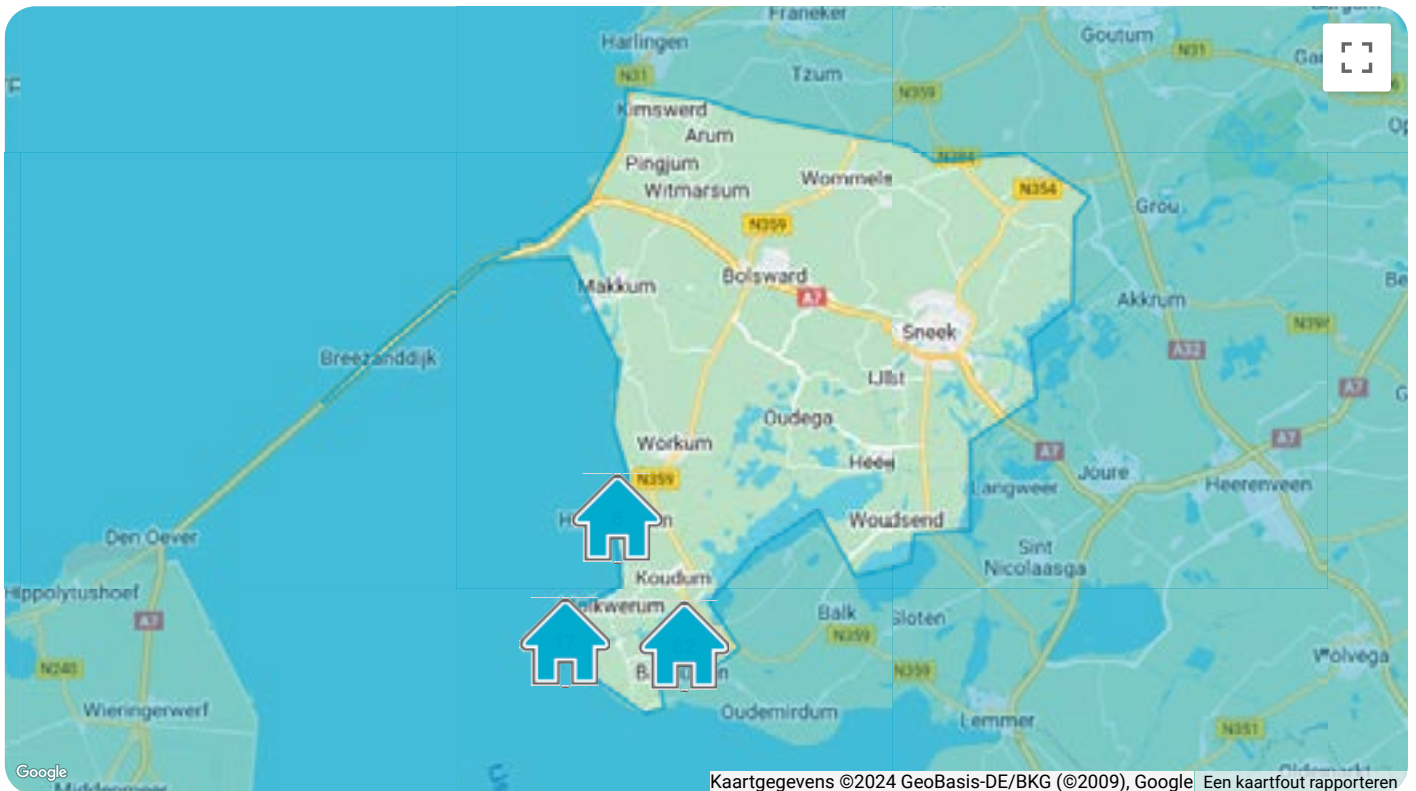 Franeker
Harlingen
Goutum
N31
N31
Tzum
N359
Kimswerd
Arum
Pingjum
Witmarsum
Wommels
N354
Grou
N359
Bolsward
Makkum
A7
Akkrum
Sneek
A32
Breezanddijk
IJlst
A7
Oudega
Workum
A7
Heeg
A7
Joure
N359
Langweer
Heerenveen
Woudsend
Den Oever
Sint
Nicolaasga
Koudum
Hippolytushoef
A7
Balk
Sloten
N359
Wolvega
N240
N359
Wieringerwerf
Oudemirdum
Lemmer
N351
Google
Kaartgegevens ©2024 GeoBasis-DE/BKG (©2009), Google
Een kaartfout rapporteren